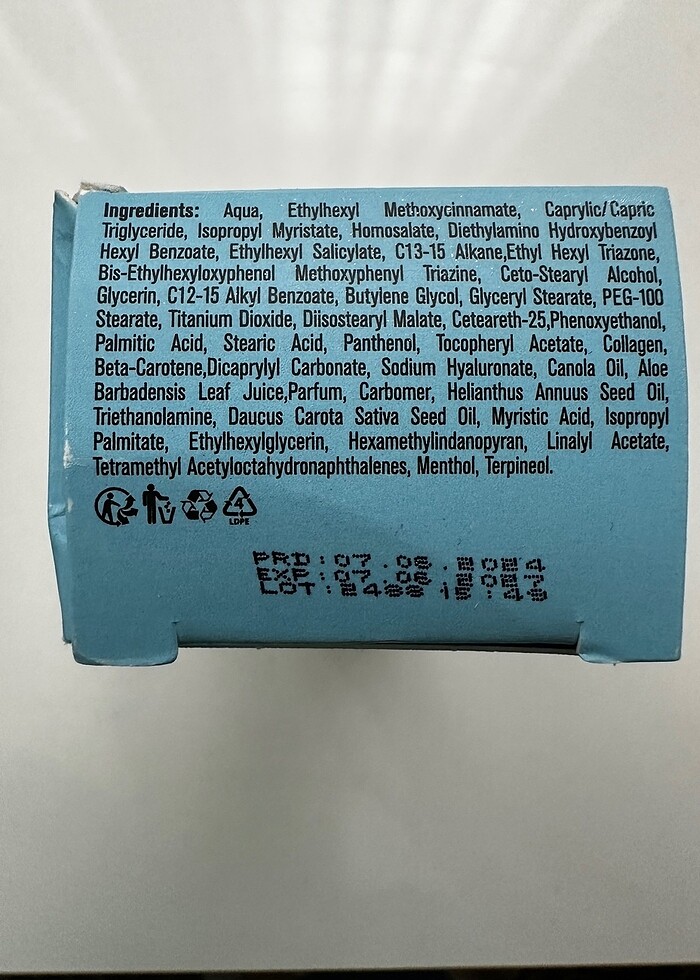 Ingredients: Aqua, Ethylhexyl Methoxycinnamate, Caprylic/Capric
Triglyceride, Isopropyl Myristate, Homosalate, Diethylamino Hydroxybenzoyl
Hexyl Benzoate, Ethylhexyl Salicylate, C13-15 Alkane,Ethyl Hexyl Triazone,
Bis-Ethylhexyloxyphenol Methoxyphenyl Triazine, Ceto-Stearyl Alcohol,
Glycerin, C12-15 Alkyl Benzoate, Butylene Glycol, Glyceryl Stearate, PEG-100
Stearate, Titanium Dioxide, Diisostearyl Malate, Ceteareth-25,Phenoxyethanol,
Palmitic Acid, Stearic Acid, Panthenol, Tocopheryl Acetate, Collagen,
Beta-Carotene,Dicaprylyl Carbonate, Sodium Hyaluronate, Canola Oil, Aloe
Barbadensis Leaf Juice,Parfum, Carbomer, Helianthus Annuus Seed Oil,
Triethanolamine, Daucus Carota Sativa Seed Oil, Myristic Acid, Isopropyl
Palmitate, Ethylhexylglycerin, Hexamethylindanopyran, Linalyl Acetate,
Tetramethyl Acetyloctahydronaphthalenes, Menthol, Terpineol.
4
LDPE
PRD:07.08.2024
EXP:07.08.2027
LOT: